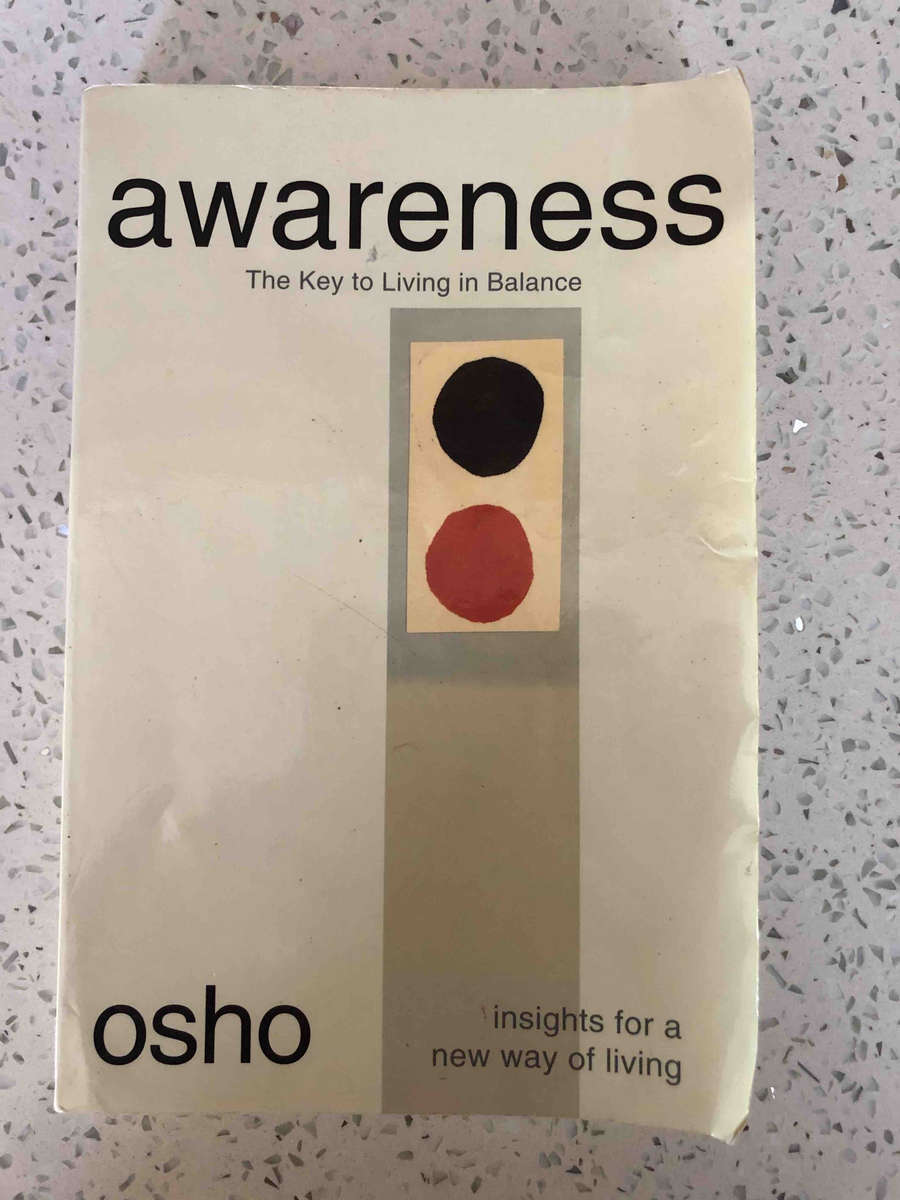 awareness
The Key to Living in Balance
osho
insights for a
new way of living